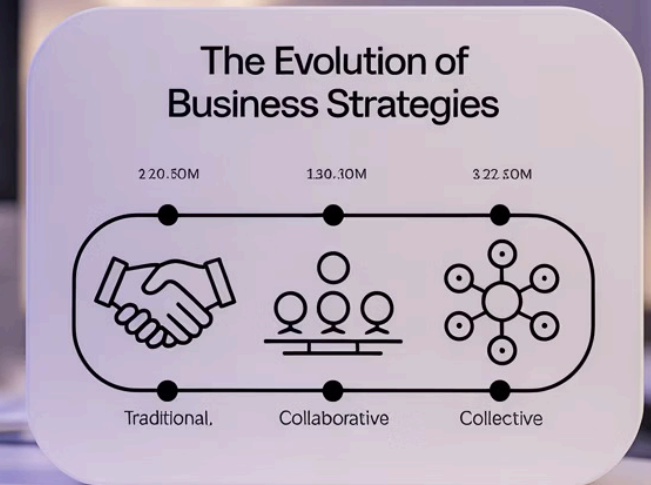 The Evolution of
Business Strategies
220.50M 130.30M 322.50M
Traditional, Collaborative Collective